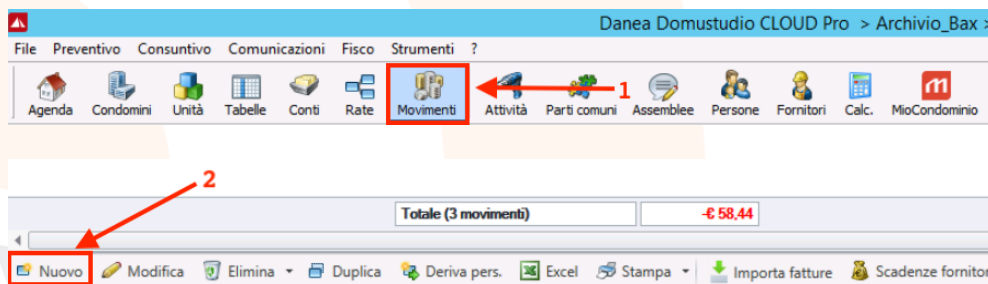 Danea Domustudio CLOUD Pro > Archivio_Bax >
File Preventivo Consuntivo Comunicazioni Fisco Strumenti ?
Agenda Condomini Unità Tabelle Conti Rate Movimenti Attività Parti comuni Assemblee Persone Fornitori Calc. MioCondominio
1
2
Totale (3 movimenti) -€ 58,44
Nuovo Modifica Elimina Duplica Deriva pers. Excel Stampa Importa fatture Scadenze fornitor